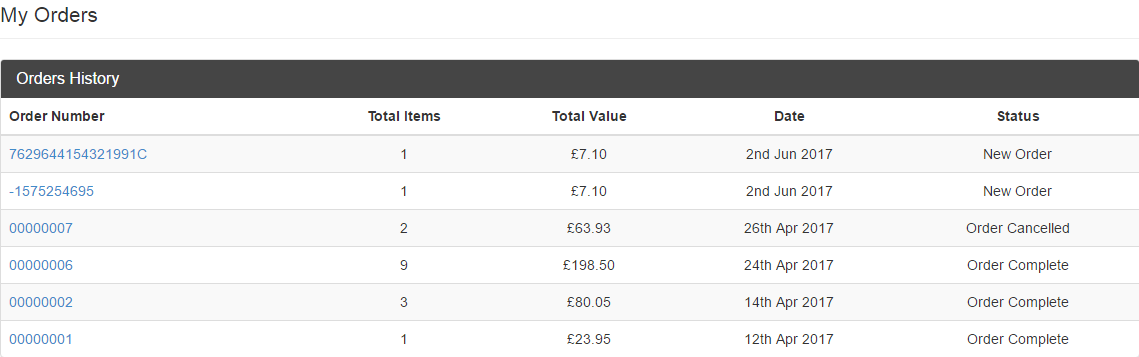 My Orders
Orders History
Order Number Total Items Total Value Date Status
7629644154321991C 1 £7.10 2nd Jun 2017 New Order
-1575254695 1 £7.10 2nd Jun 2017 New Order
00000007 2 £63.93 26th Apr 2017 Order Cancelled
00000006 9 £198.50 24th Apr 2017 Order Complete
00000002 3 £80.05 14th Apr 2017 Order Complete
00000001 1 £23.95 12th Apr 2017 Order Complete